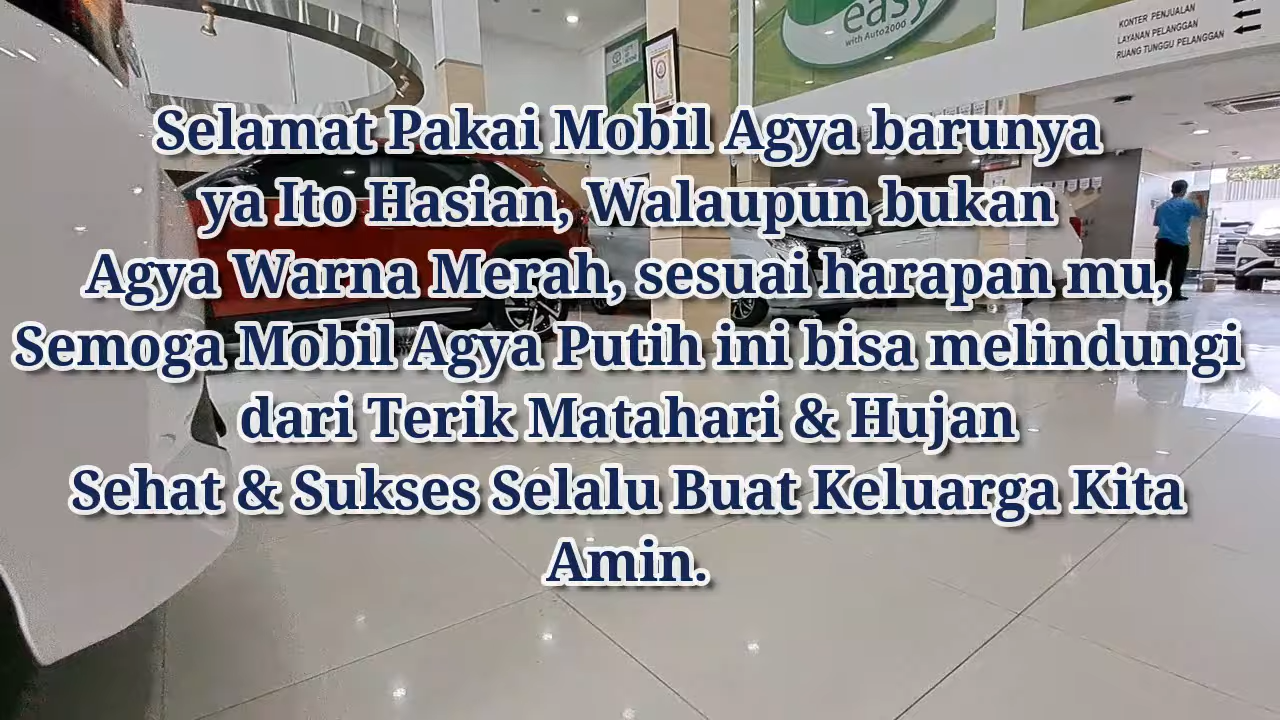 easy
with Auto2000
KONTER PENJUALAN
LAYANAN PELANGGAN
RUANG TUNGGU PELANGGAN
Selamat Pakai Mobil Agya barunya
ya Ito Hasian, Walaupun bukan
Agya Warna Merah, sesuai harapan mu,
Semoga Mobil Agya Putih ini bisa melindungi
dari Terik Matahari & Hujan
Sehat & Sukses Selalu Buat Keluarga Kita
Amin.